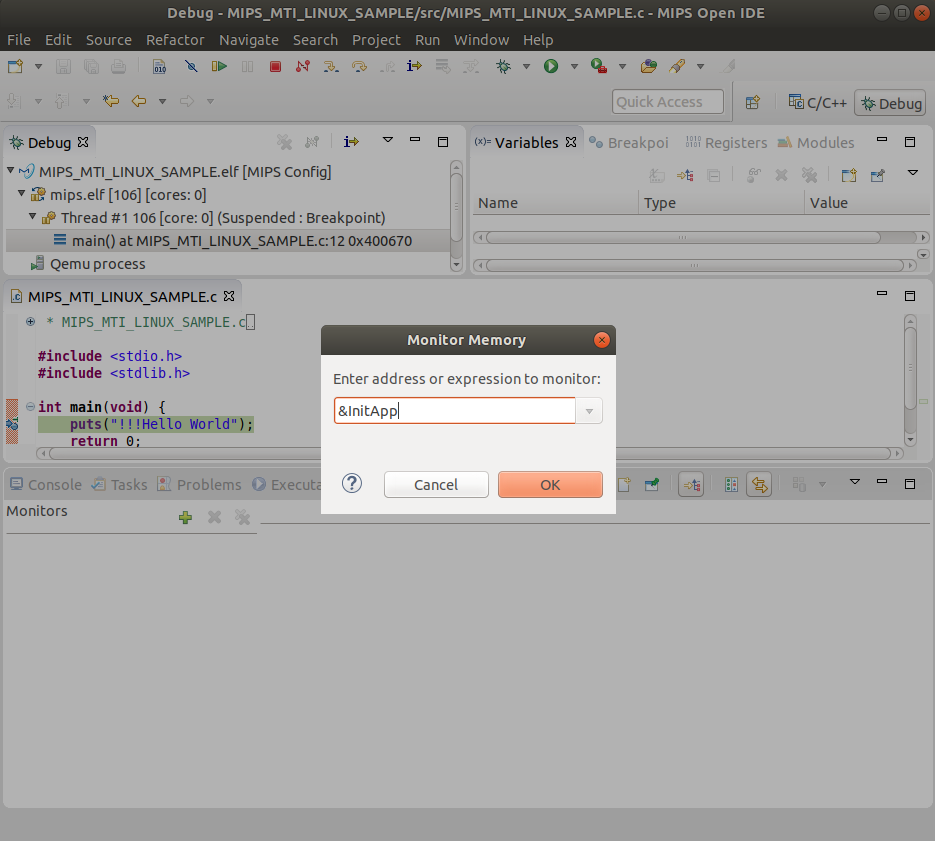 Debug - MIPS_MTI_LINUX_SAMPLE/src/MIPS_MTI_LINUX_SAMPLE.c - MIPS Open IDE
File Edit Source Refactor Navigate Search Project Run Window Help
Quick Access C/C++ Debug
Debug
MIPS_MTI_LINUX_SAMPLE.elf [MIPS Config]
mips.elf [106] [cores: 0]
Thread #1 106 [core: 0] (Suspended : Breakpoint)
main() at MIPS_MTI_LINUX_SAMPLE.c:12 0x400670
Qemu process
(x)= Variables Breakpoi Registers Modules
Name Type Value
MIPS_MTI_LINUX_SAMPLE.c
* MIPS_MTI_LINUX_SAMPLE.c
#include <stdio.h>
#include <stdlib.h>
int main(void) {
puts("!!!Hello World");
return 0;
Monitor Memory
Enter address or expression to monitor:
&InitApp
Cancel OK
Console Tasks Problems Executa
Monitors